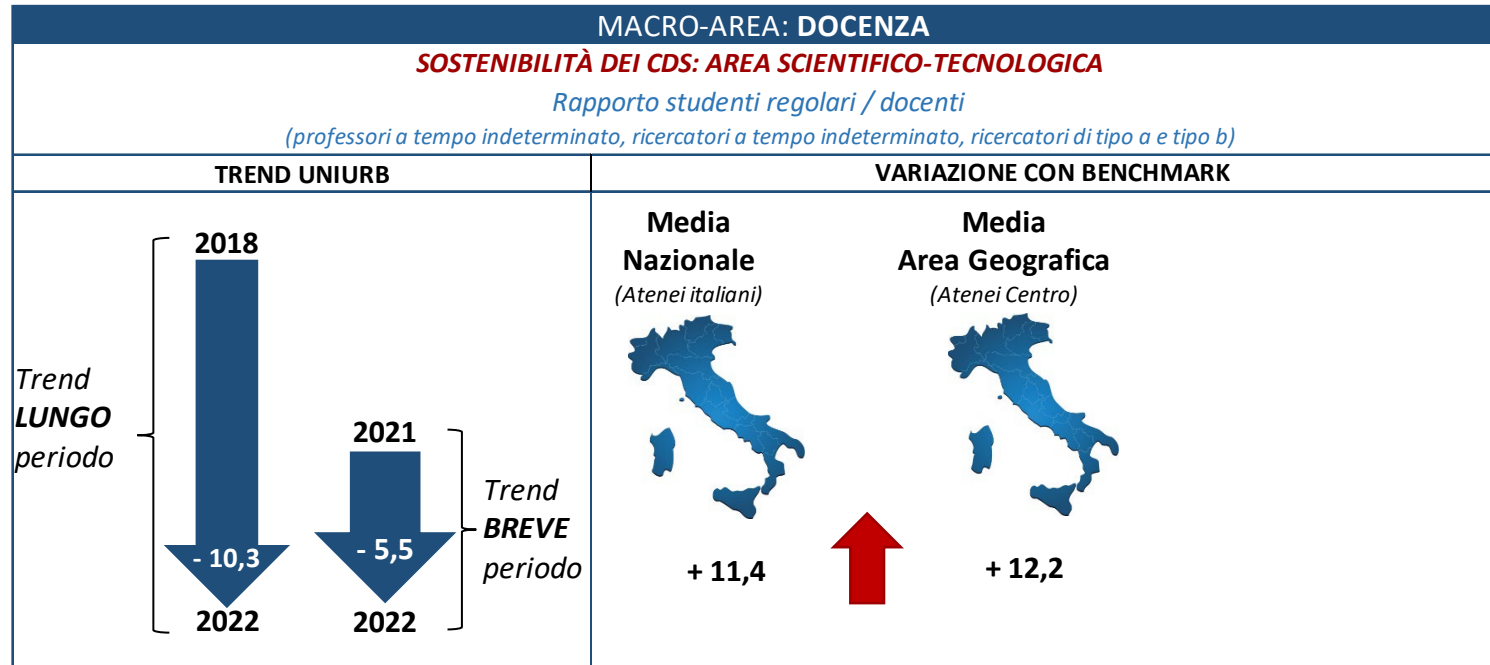 MACRO-AREA: DOCENZA
SOSTENIBILITÀ DEI CDS: AREA SCIENTIFICO-TECNOLOGICA
Rapporto studenti regolari / docenti
(professori a tempo indeterminato, ricercatori a tempo indeterminato, ricercatori di tipo a e tipo b)
TREND UNIURB
2018
Trend
LUNGO
periodo
- 10,3
2022
2021
- 5,5
2022
Trend
BREVE
periodo
VARIAZIONE CON BENCHMARK
Media
Nazionale
(Atenei italiani)
+ 11,4
Media
Area Geografica
(Atenei Centro)
+ 12,2